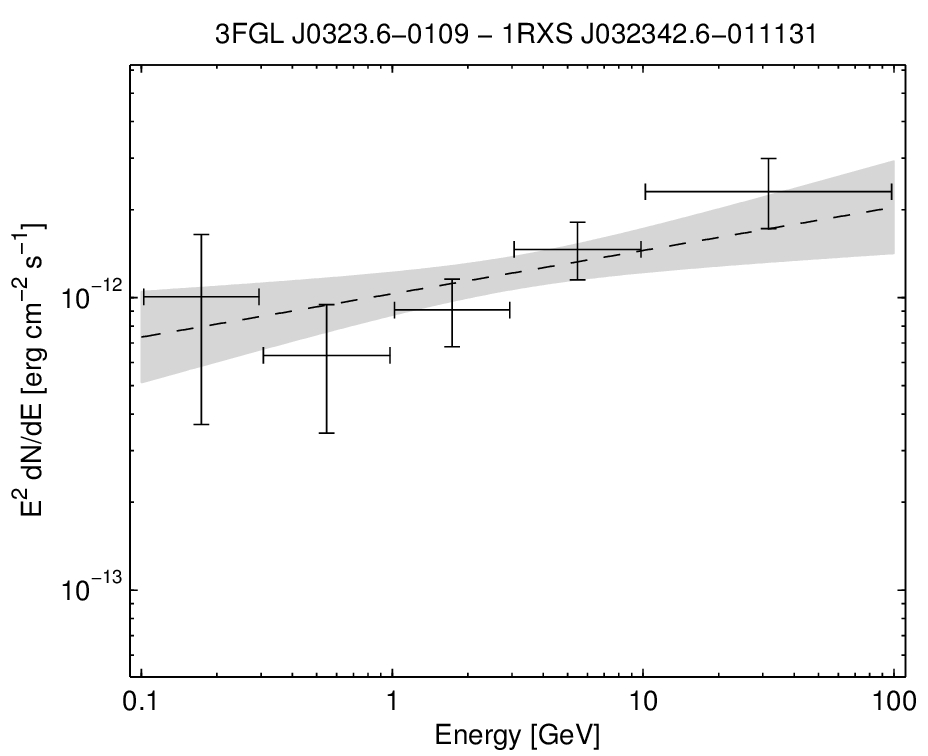 3FGL J0323.6−0109 − 1RXS J032342.6−011131
E² dN/dE [erg cm⁻² s⁻¹]
10⁻¹²
10⁻¹³
0.1 1 10 100
Energy [GeV]